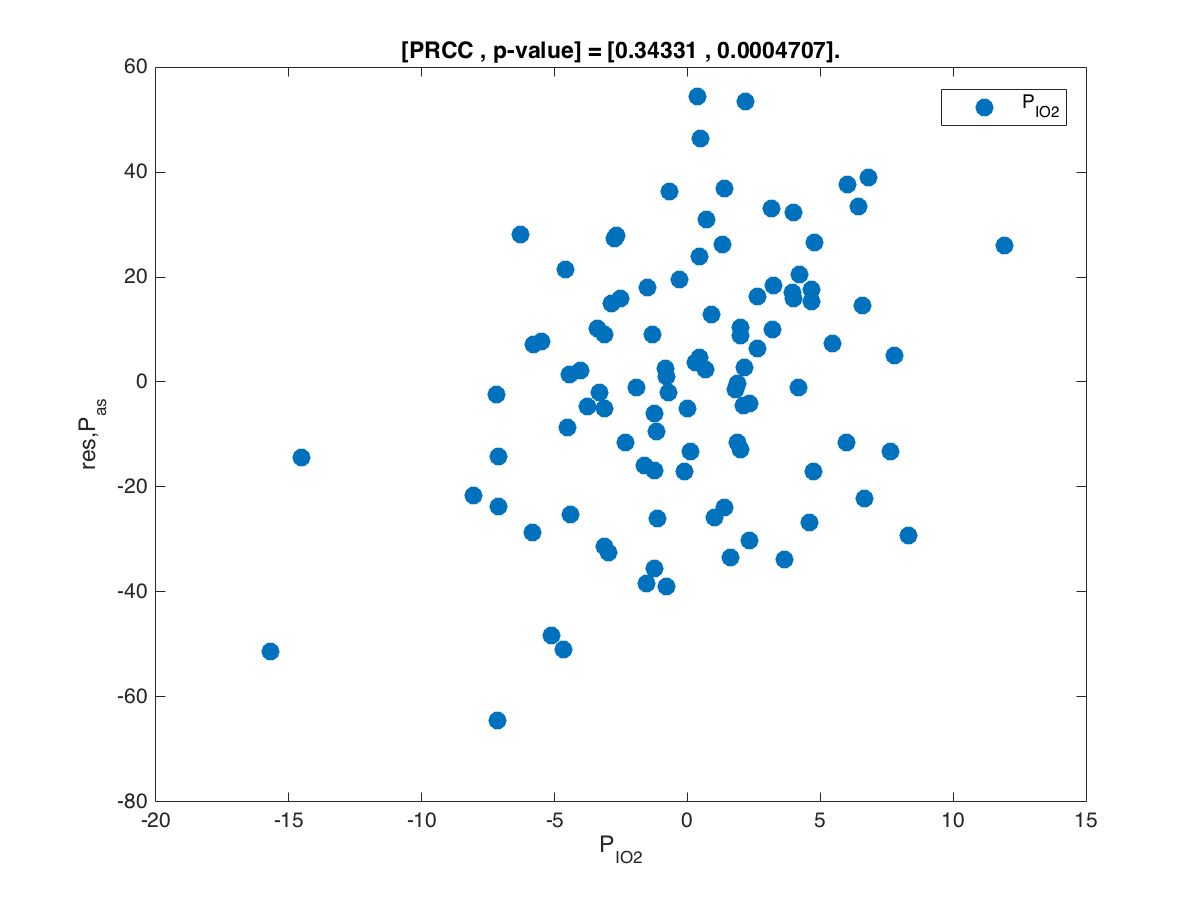 [PRCC , p-value] = [0.34331 , 0.0004707].
P_IO2
60
40
20
0
-20
-40
-60
-80
res,P_as
-20 -15 -10 -5 0 5 10 15
P_IO2